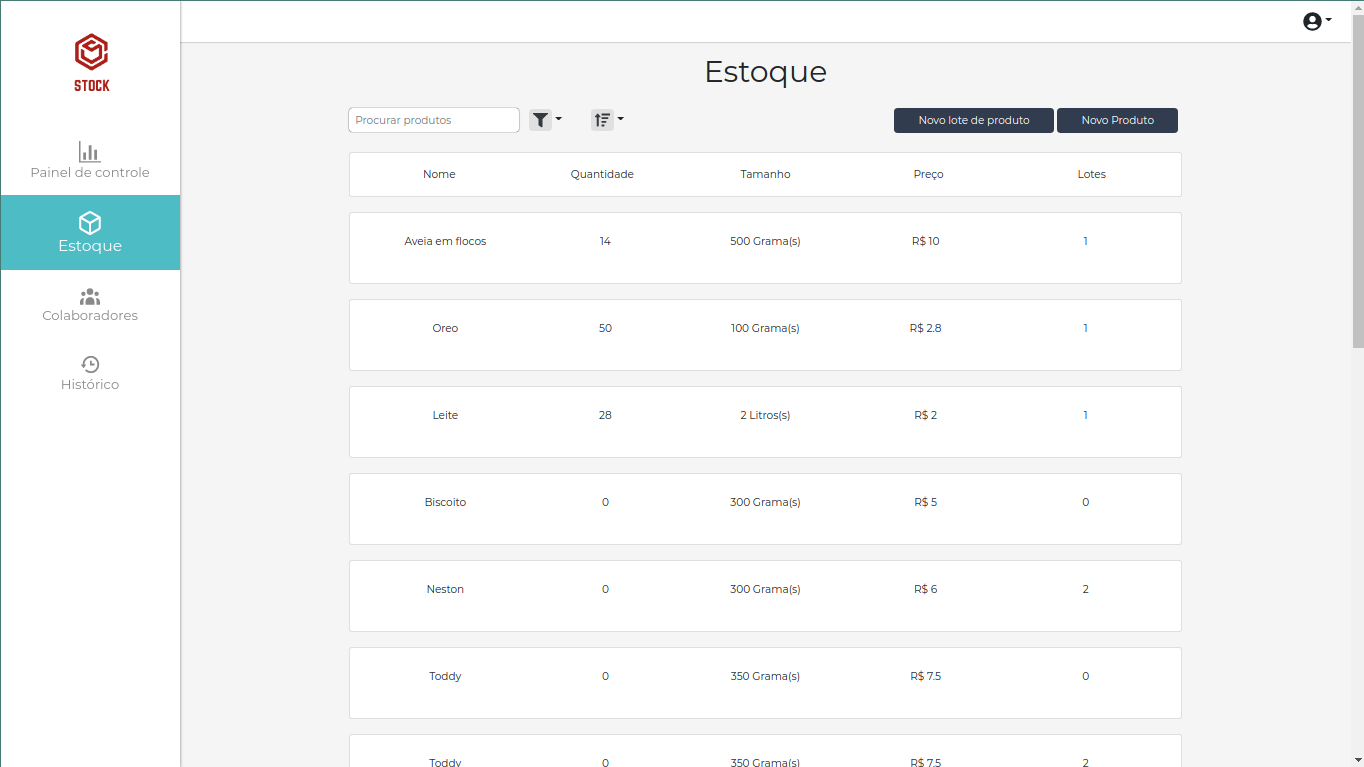 STOCK
Painel de controle
Estoque
Colaboradores
Histórico
Estoque
Procurar produtos
Novo lote de produto
Novo Produto
Nome Quantidade Tamanho Preço Lotes
Aveia em flocos 14 500 Grama(s) R$ 10 1
Oreo 50 100 Grama(s) R$ 2.8 1
Leite 28 2 Litros(s) R$ 2 1
Biscoito 0 300 Grama(s) R$ 5 0
Neston 0 300 Grama(s) R$ 6 2
Toddy 0 350 Grama(s) R$ 7.5 0
Toddy 0 350 Grama(s) R$ 7.5 2